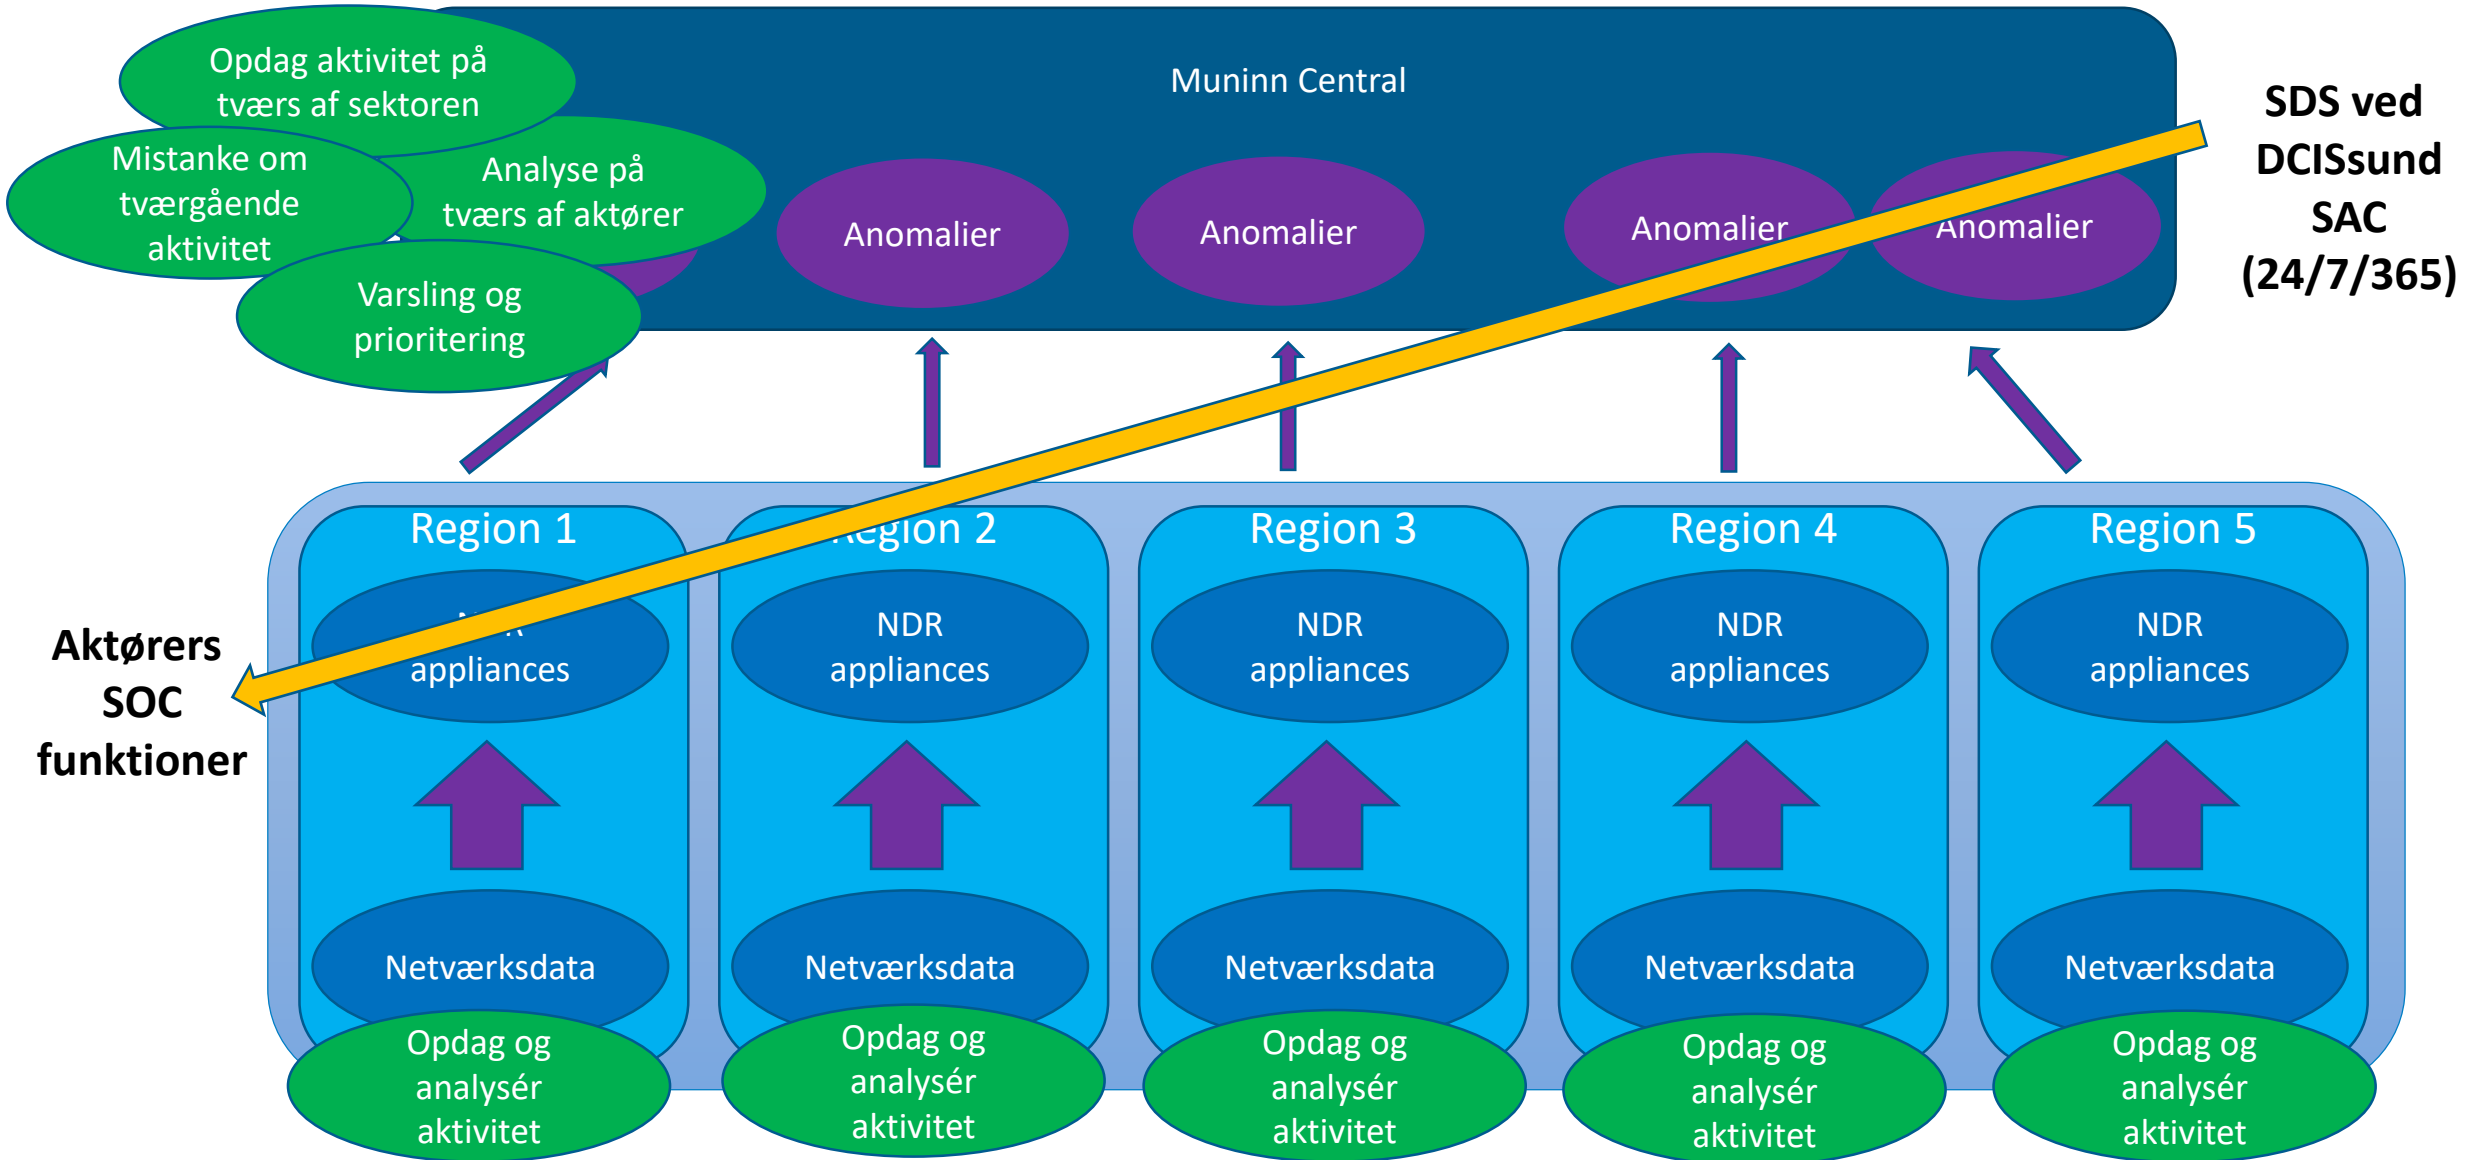 Opdag aktivitet på
tværs af sektoren
Mistanke om
tværgående
aktivitet
Analyse på
tværs af aktører
Varsling og
prioritering
Muninn Central
Anomalier
Anomalier
Anomalier
Anomalier
SDS ved
DCISsund
SAC
(24/7/365)
Aktørers
SOC
funktioner
Region 1
NDR
appliances
Netværksdata
Opdag og
analysér
aktivitet
Region 2
NDR
appliances
Netværksdata
Opdag og
analysér
aktivitet
Region 3
NDR
appliances
Netværksdata
Opdag og
analysér
aktivitet
Region 4
NDR
appliances
Netværksdata
Opdag og
analysér
aktivitet
Region 5
NDR
appliances
Netværksdata
Opdag og
analysér
aktivitet